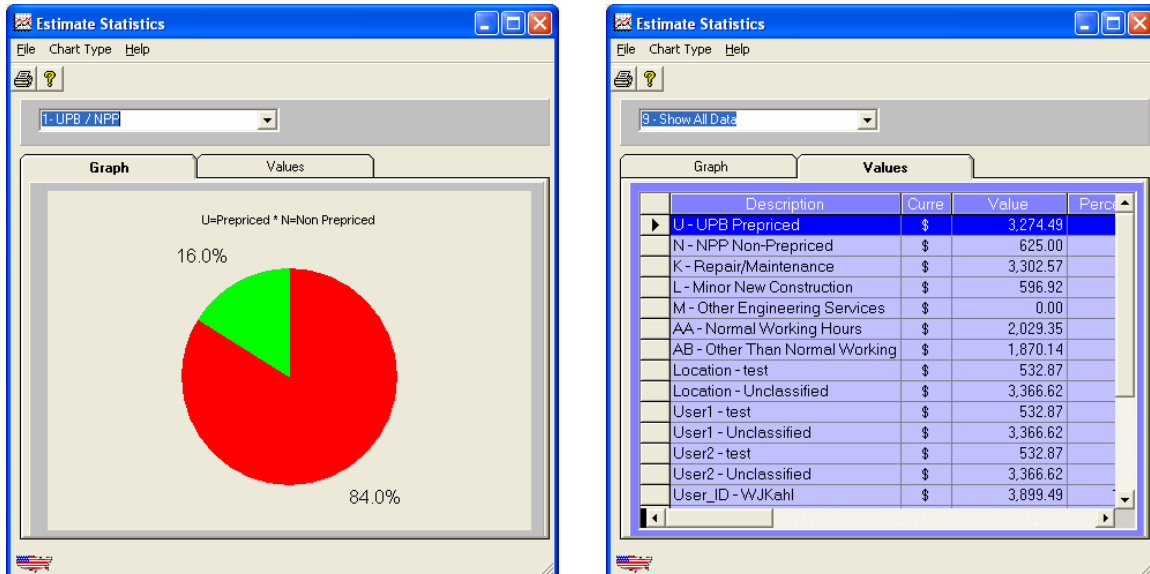 Estimate Statistics
File Chart Type Help
1- UPB / NPP
Graph Values
U=Prepriced * N=Non Prepriced
16.0%
84.0%
Estimate Statistics
File Chart Type Help
9 - Show All Data
Graph Values
Description Curre Value Perce
U - UPB Prepriced $ 3,274.49
N - NPP Non-Prepriced $ 625.00
K - Repair/Maintenance $ 3,302.57
L - Minor New Construction $ 596.92
M - Other Engineering Services $ 0.00
AA - Normal Working Hours $ 2,029.35
AB - Other Than Normal Working $ 1,870.14
Location - test $ 532.87
Location - Unclassified $ 3,366.62
User1 - test $ 532.87
User1 - Unclassified $ 3,366.62
User2 - test $ 532.87
User2 - Unclassified $ 3,366.62
User_ID - WJKahl $ 3,899.49